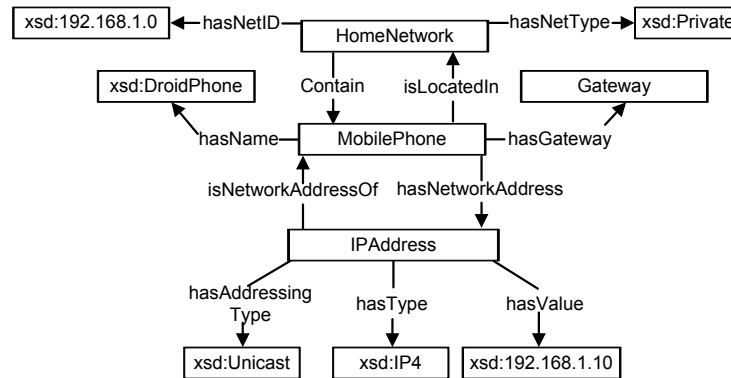 xsd:192.168.1.0
hasNetID
HomeNetwork
hasNetType
xsd:Private
Contain
isLocatedIn
xsd:DroidPhone
Gateway
hasName
MobilePhone
hasGateway
isNetworkAddressOf
hasNetworkAddress
IPAddress
hasAddressing
Type
hasType
hasValue
xsd:Unicast
xsd:IP4
xsd:192.168.1.10